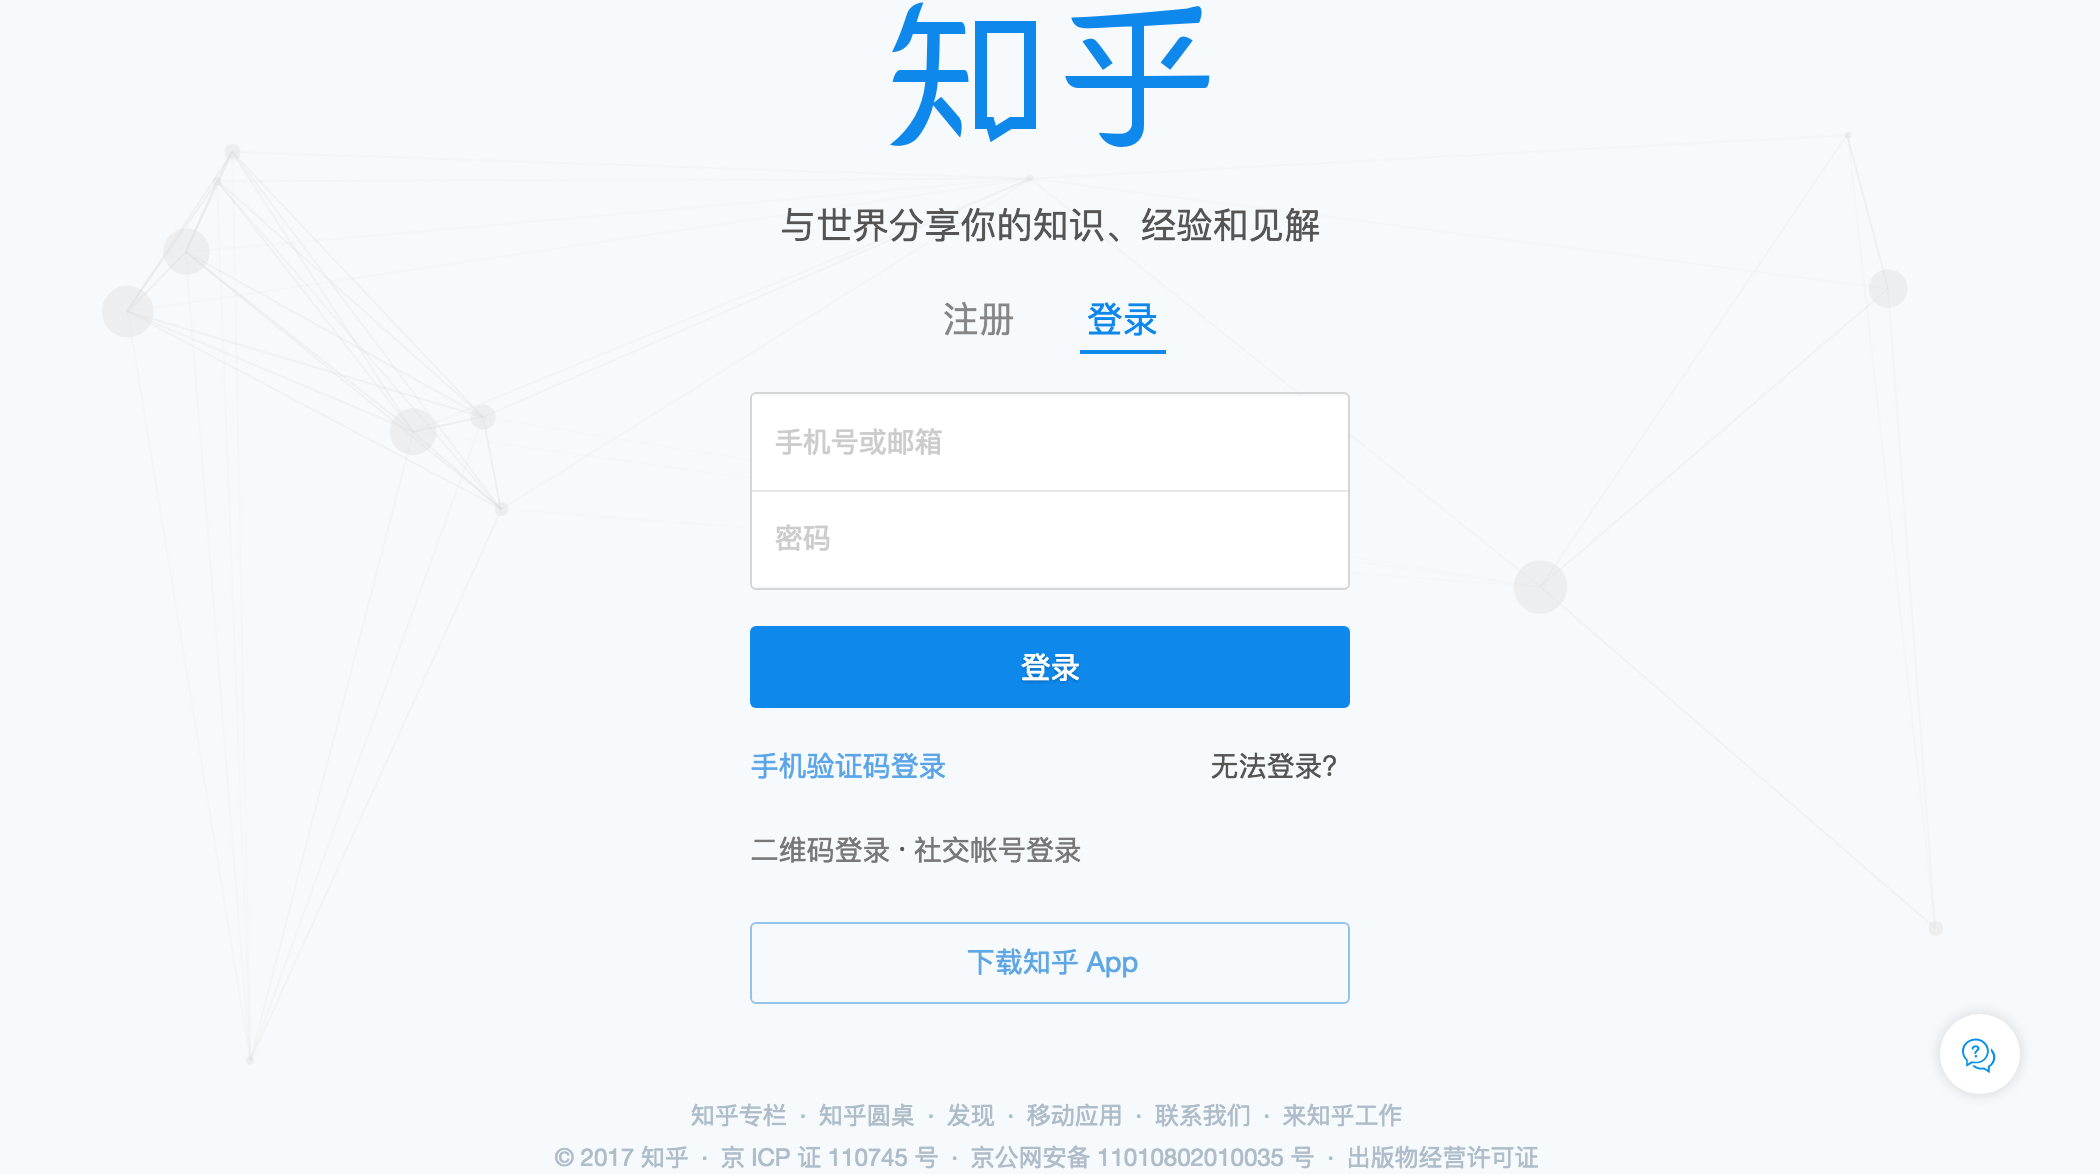 知乎
与世界分享你的知识、经验和见解
注册 登录
手机号或邮箱
密码
登录
手机验证码登录 无法登录?
二维码登录 · 社交帐号登录
下载知乎 App
知乎专栏 · 知乎圆桌 · 发现 · 移动应用 · 联系我们 · 来知乎工作
© 2017 知乎 · 京 ICP 证 110745 号 · 京公网安备 11010802010035 号 · 出版物经营许可证